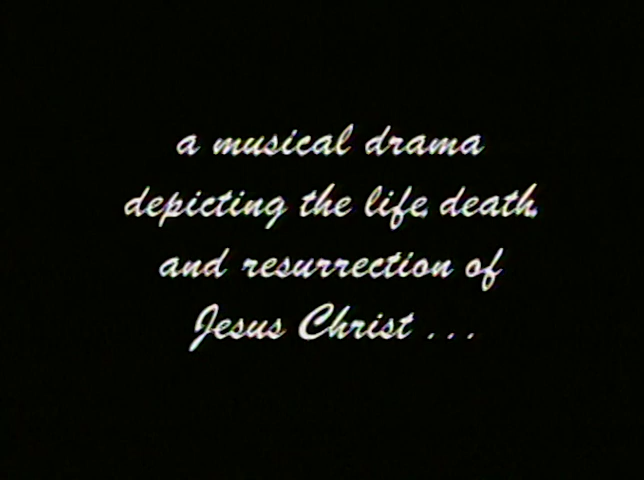 a musical drama
depicting the life, death,
and resurrection of
Jesus Christ . . .